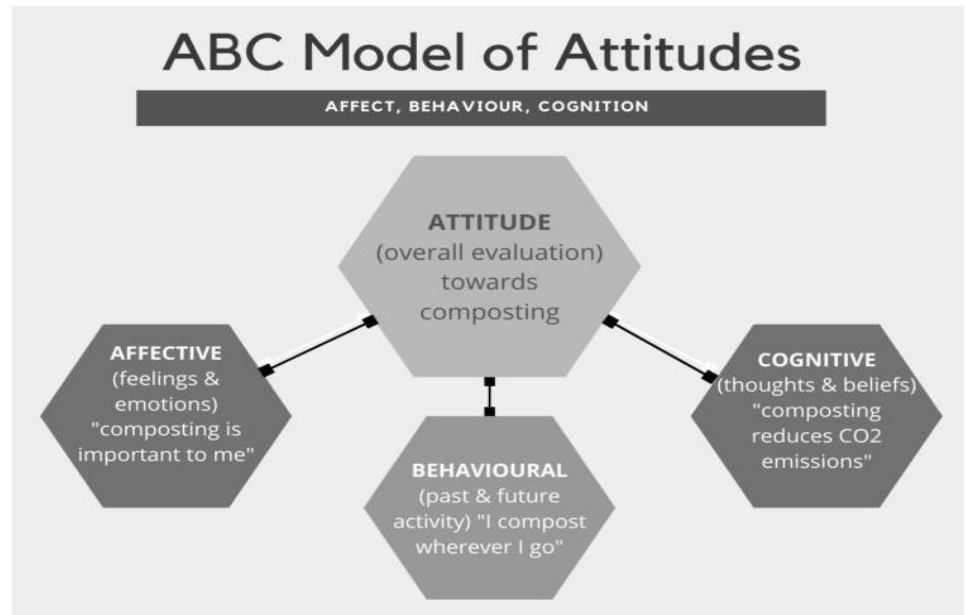 ABC Model of Attitudes
AFFECT, BEHAVIOUR, COGNITION
ATTITUDE
(overall evaluation)
towards
composting
AFFECTIVE
(feelings &
emotions)
"composting is
important to me"
BEHAVIOURAL
(past & future
activity) "I compost
wherever I go"
COGNITIVE
(thoughts & beliefs)
"composting
reduces CO2
emissions"